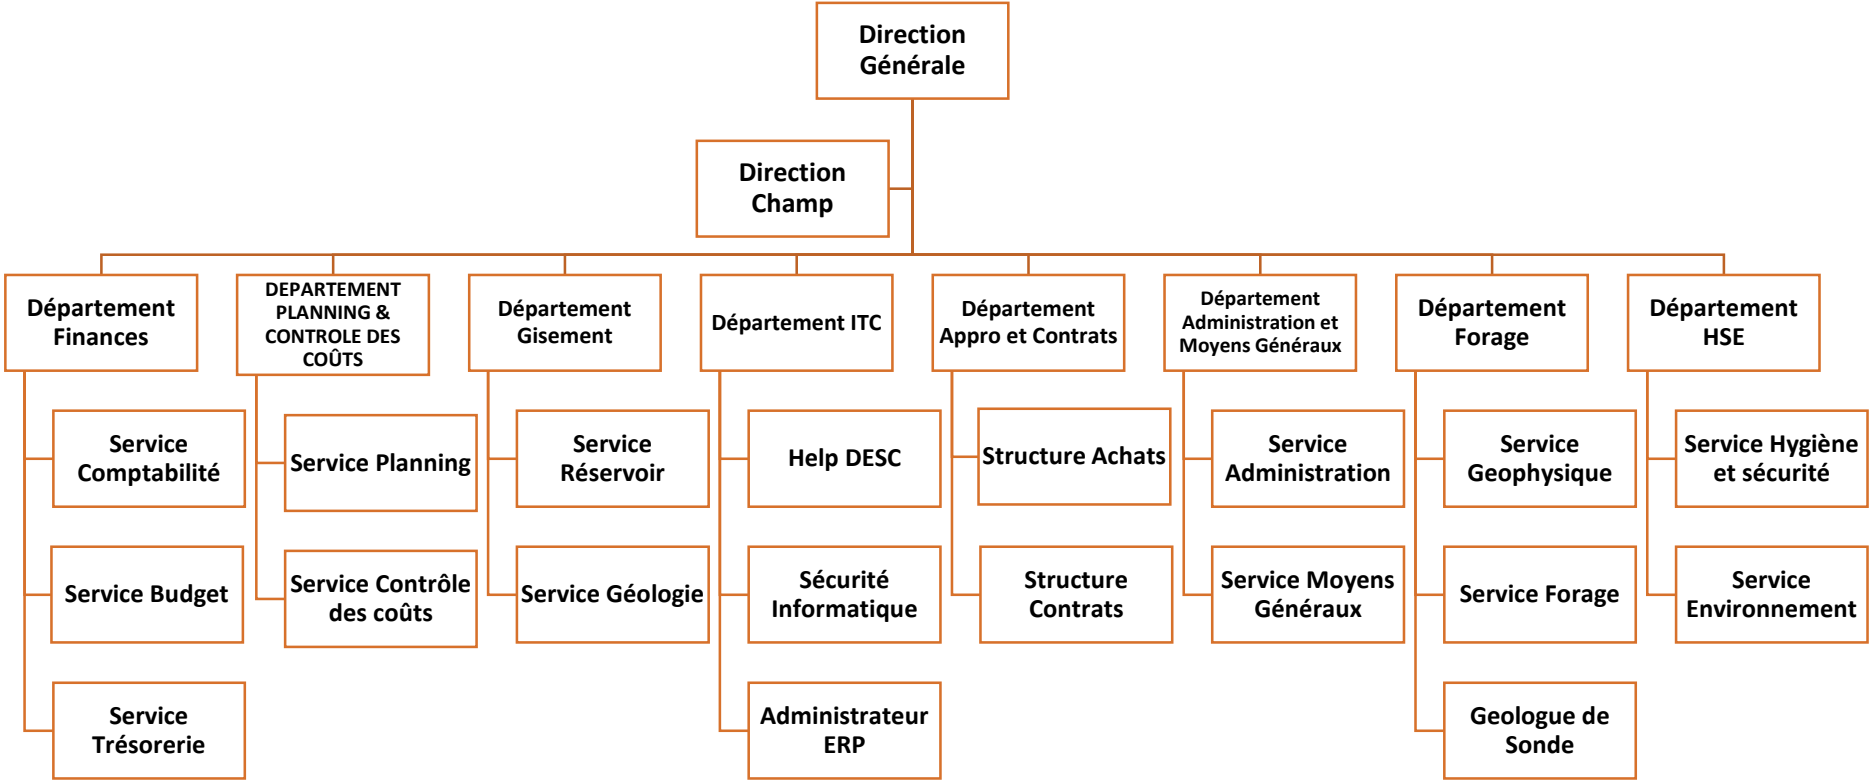 Direction
Générale
Direction
Champ
Département
Finances
DEPARTEMENT
PLANNING &
CONTROLE DES
COÛTS
Département
Gisement
Département ITC
Département
Appro et Contrats
Département
Administration et
Moyens Généraux
Département
Forage
Département
HSE
Service
Comptabilité
Service Planning
Service
Réservoir
Help DESC
Structure Achats
Service
Administration
Service
Geophysique
Service Hygiène
et sécurité
Service Budget
Service Contrôle
des coûts
Service Géologie
Sécurité
Informatique
Structure
Contrats
Service Moyens
Généraux
Service Forage
Service
Environnement
Service
Trésorerie
Administrateur
ERP
Geologue de
Sonde